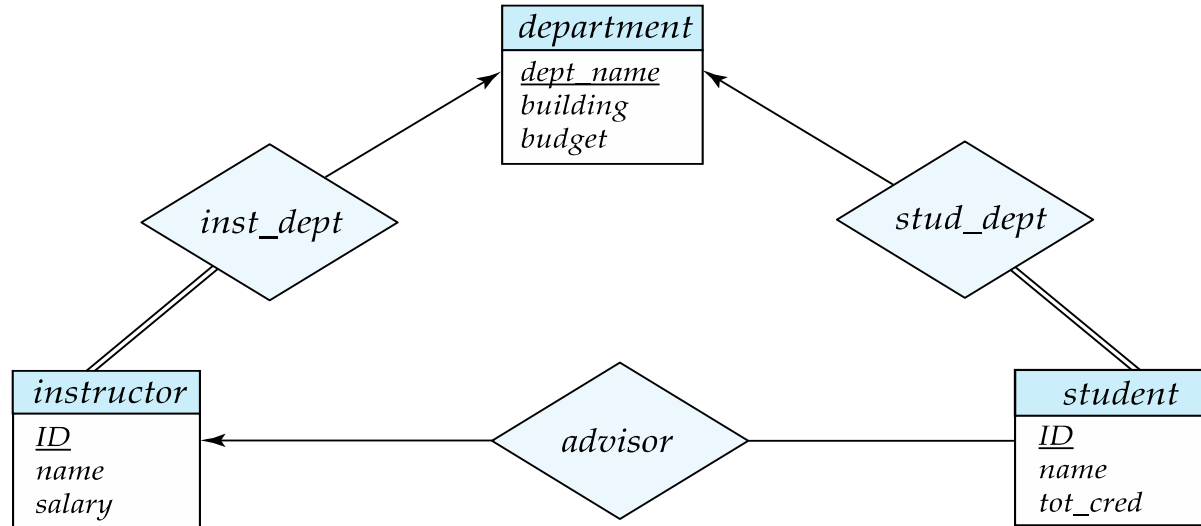 department
dept_name
building
budget
inst_dept
stud_dept
instructor
ID
name
salary
advisor
student
ID
name
tot_cred